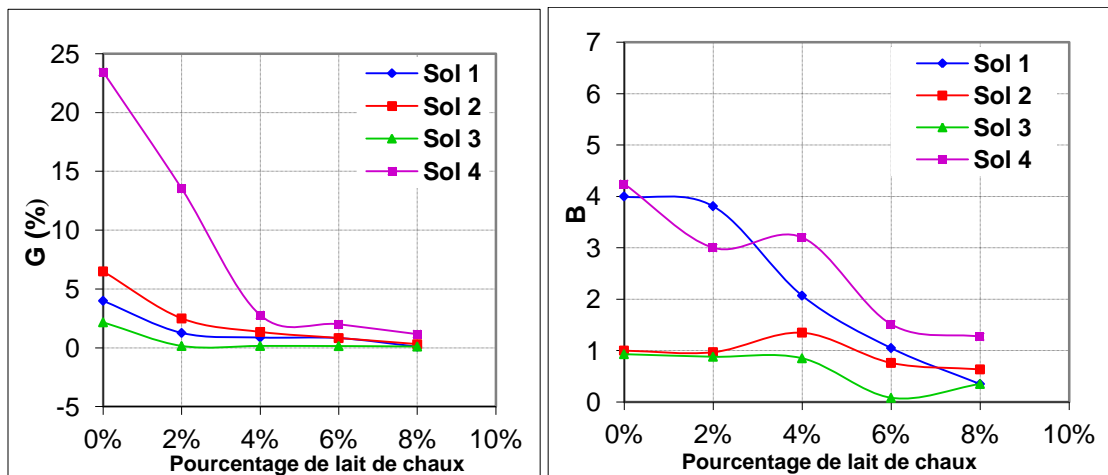 25
20
15
10
5
0
-5
G (%)
0% 2% 4% 6% 8% 10%
Pourcentage de lait de chaux
Sol 1
Sol 2
Sol 3
Sol 4
7
6
5
4
3
2
1
0
B
0% 2% 4% 6% 8% 10%
Pourcentage de lait de chaux
Sol 1
Sol 2
Sol 3
Sol 4